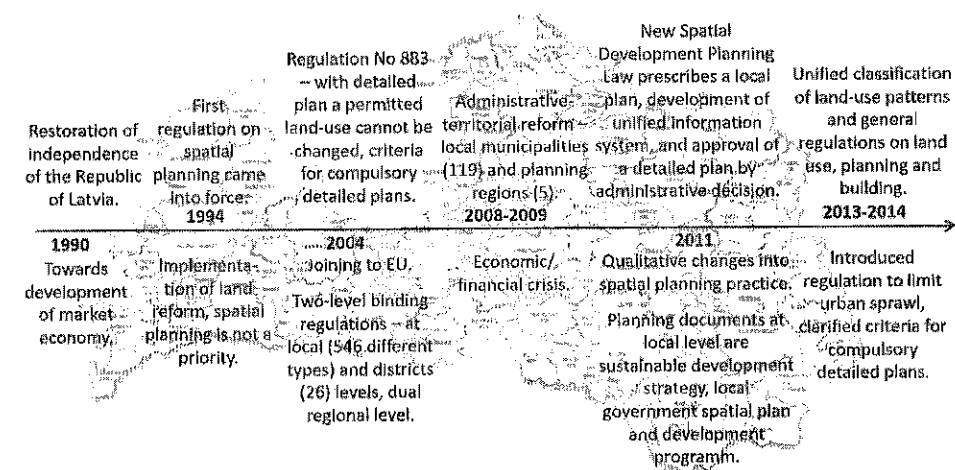 Restoration of
independence
of the Republic
of Latvia.
1990
Towards
development
of market
economy,
First
regulation on
spatial
planning came
into force.
1994
Implementa-
tion of land
reform, spatial
planning is not a
priority.
Regulation No 883
– with detailed
plan a permitted
land-use cannot be
changed, criteria
for compulsory
detailed plans.
2004
Joining to EU.
Two-level binding
regulations – at
local (546 different
types) and districts
(26) levels, dual
regional level.
Administrative-
territorial reform –
local municipalities
(119) and planning
regions (5).
2008-2009
Economic/
financial crisis.
New Spatial
Development Planning
Law prescribes a local
plan, development of
unified information
system, and approval of
a detailed plan by
administrative decision.
2011
Qualitative changes into
spatial planning practice.
Planning documents at
local level are
sustainable development
strategy, local
government spatial plan
and development
programm.
Unified classification
of land-use patterns
and general
regulations on land
use, planning and
building.
2013-2014
Introduced
regulation to limit
urban sprawl,
clarified criteria for
compulsory
detailed plans.